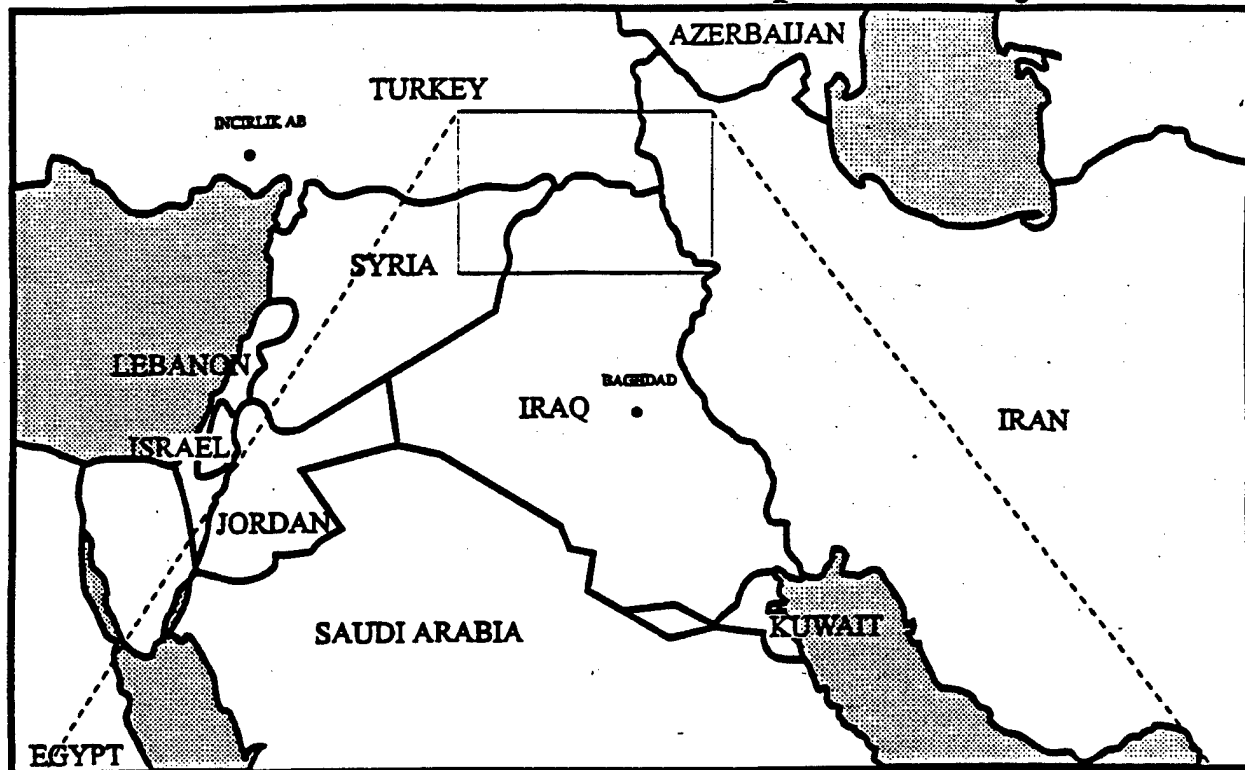 AZERBAIJAN
TURKEY
INCIRLIK AB
SYRIA
LEBANON
BAGHDAD
IRAQ
IRAN
ISRAEL
JORDAN
SAUDI ARABIA
KUWAIT
EGYPT